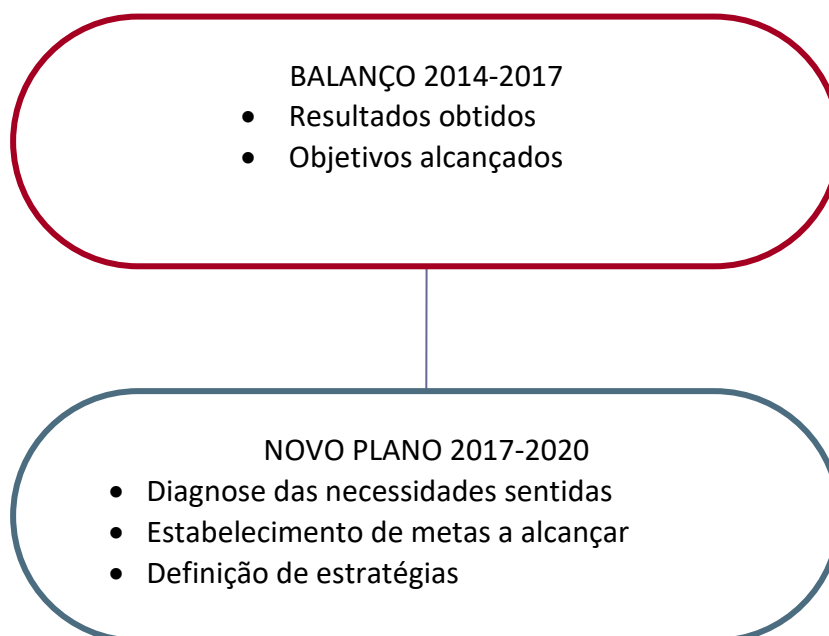 BALANÇO 2014-2017
• Resultados obtidos
• Objetivos alcançados
NOVO PLANO 2017-2020
• Diagnose das necessidades sentidas
• Estabelecimento de metas a alcançar
• Definição de estratégias